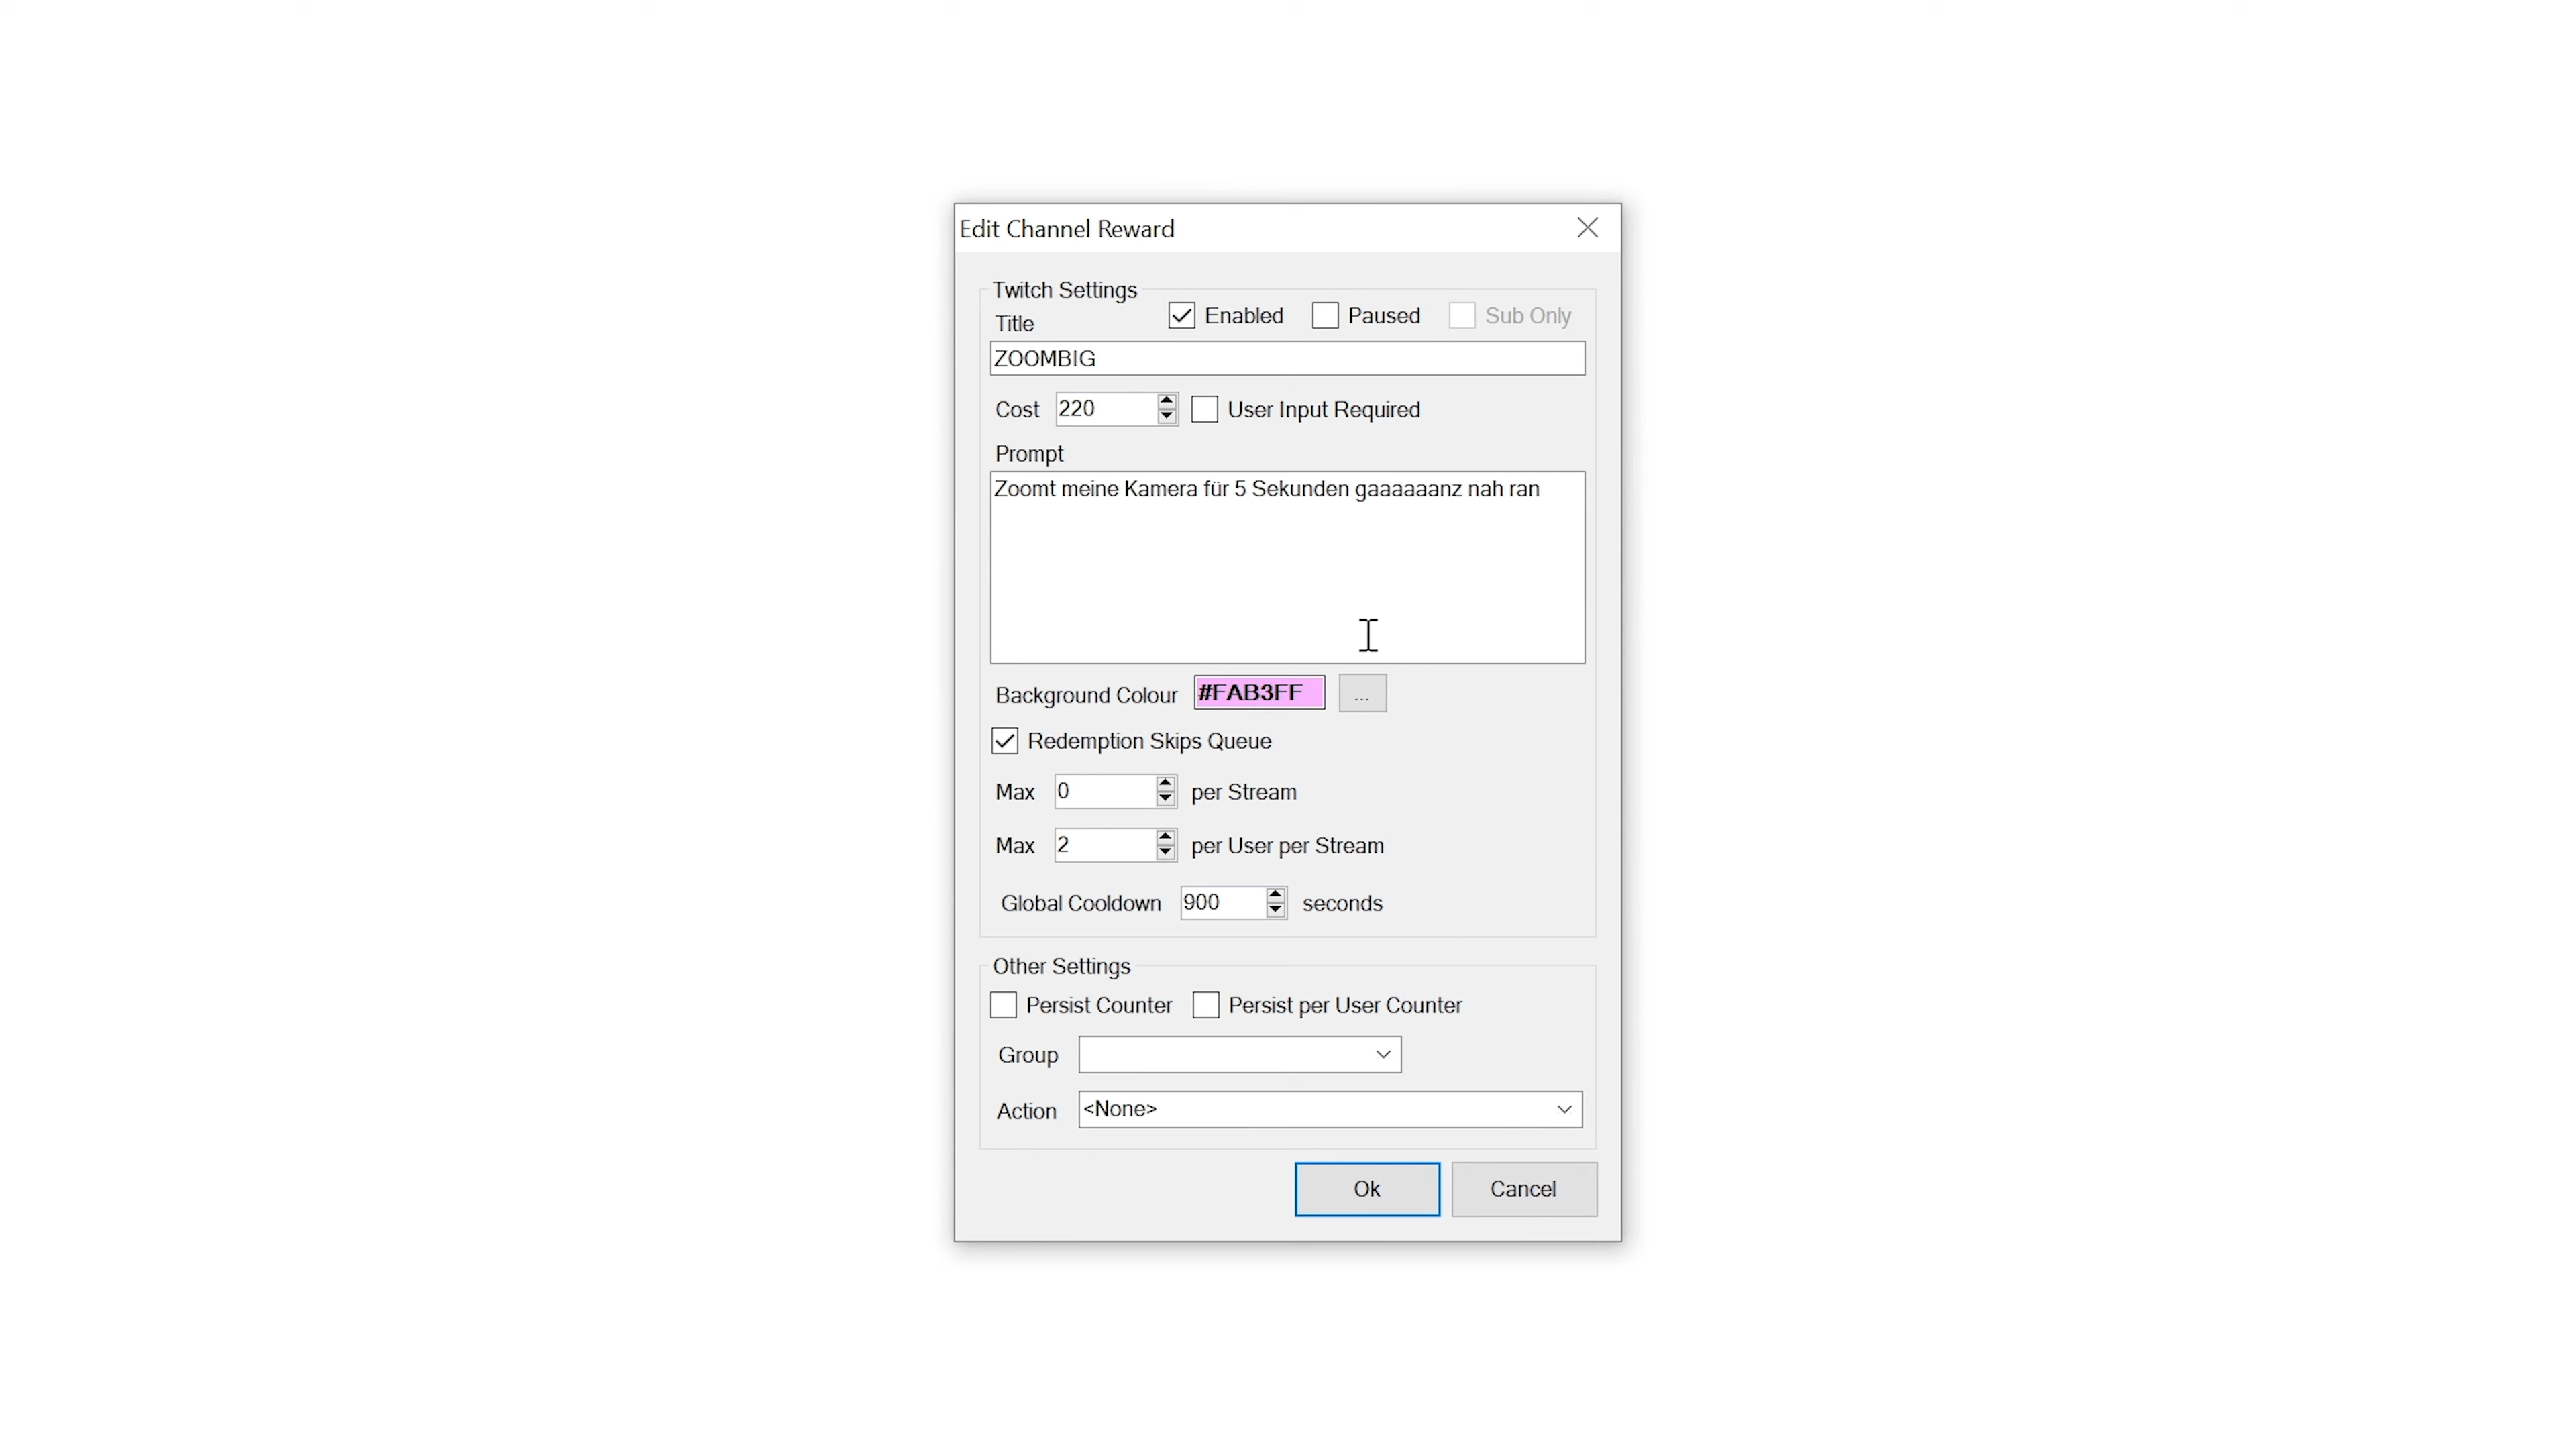 Edit Channel Reward
Twitch Settings
Title
Enabled
Paused
Sub Only
ZOOMBIG
Cost 220 User Input Required
Prompt
Zoomt meine Kamera für 5 Sekunden gaaaaaanz nah ran
Background Colour #FAB3FF ...
Redemption Skips Queue
Max 0 per Stream
Max 2 per User per Stream
Global Cooldown 900 seconds
Other Settings
Persist Counter Persist per User Counter
Group
Action <None>
Ok Cancel